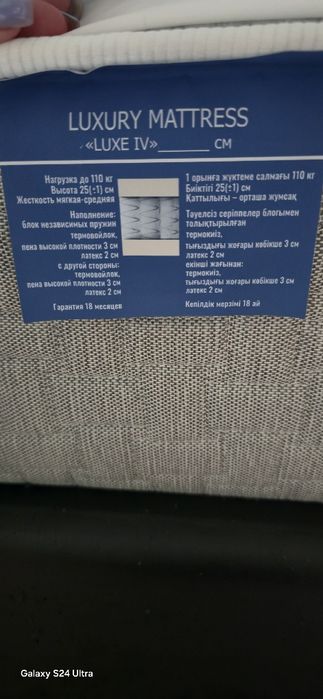 LUXURY MATTRESS
«LUXE IV»______ СМ
Нагрузка до 110 кг
Высота 25(±1) см
Жесткость мягкая-средняя
Наполнение:
блок независимых пружин
термовойлок,
пена высокой плотности 3 см
латекс 2 см
с другой стороны:
термовойлок,
пена высокой плотности 3 см
латекс 2 см
Гарантия 18 месяцев
1 орынға жүктеме салмағы 110 кг
Биіктігі 25(±1) см
Қаттылығы – орташа жұмсақ
Тәуелсіз серіппелер блогымен
толықтырылған
термокиіз,
тығыздығы жоғары көбікше 3 см
латекс 2 см
екінші жағынан:
термокиіз,
тығыздығы жоғары көбікше 3 см
латекс 2 см
Кепілдік мерзімі 18 ай
Galaxy S24 Ultra